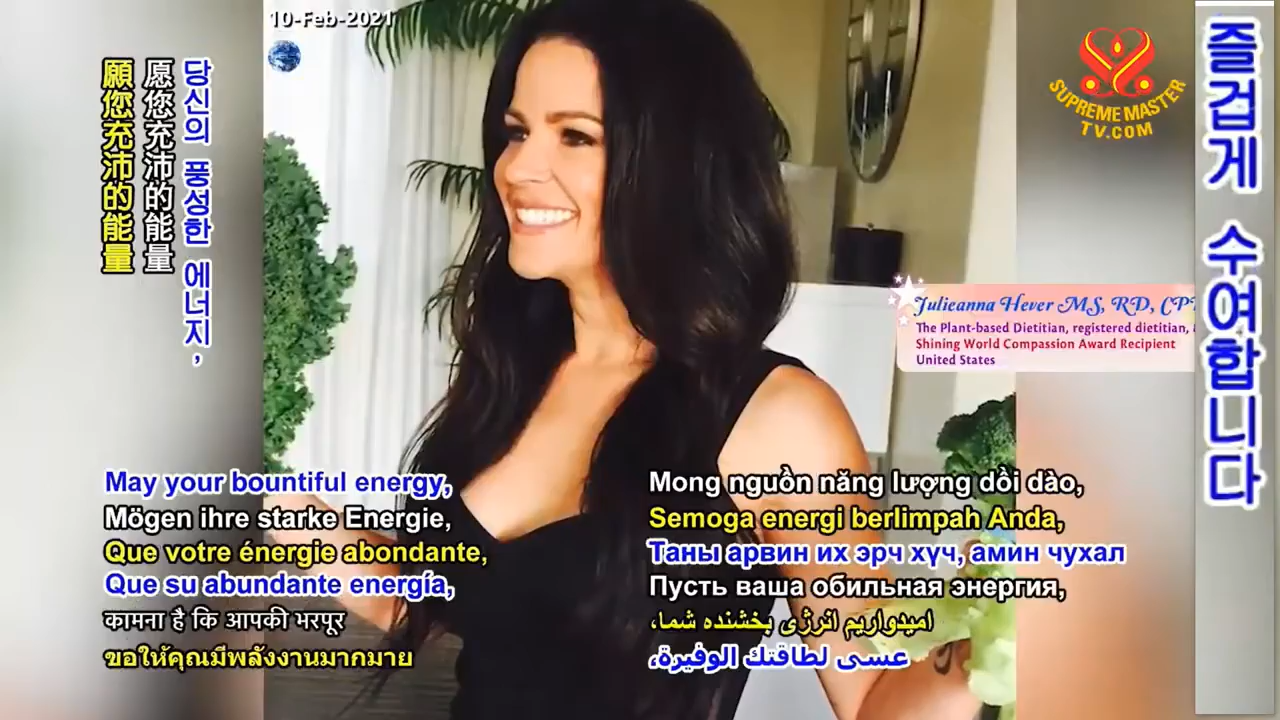 10-Feb-2021
SUPREME MASTER
TV.COM
즐겁게 수여합니다
당신의 풍성한 에너지,
愿您充沛的能量
願您充沛的能量
Julieanna Hever MS, RD, CPT
The Plant-based Dietitian, registered dietitian,
Shining World Compassion Award Recipient
United States
May your bountiful energy,
Mögen ihre starke Energie,
Que votre énergie abondante,
Que su abundante energía,
कामना है कि आपकी भरपूर
ขอให้คุณมีพลังงานมากมาย
Mong nguồn năng lượng dồi dào,
Semoga energi berlimpah Anda,
Таны арвин их эрч хүч, амин чухал
Пусть ваша обильная энергия,
امیدواریم انرژی بخشنده شما،
عسى لطاقتك الوفيرة،